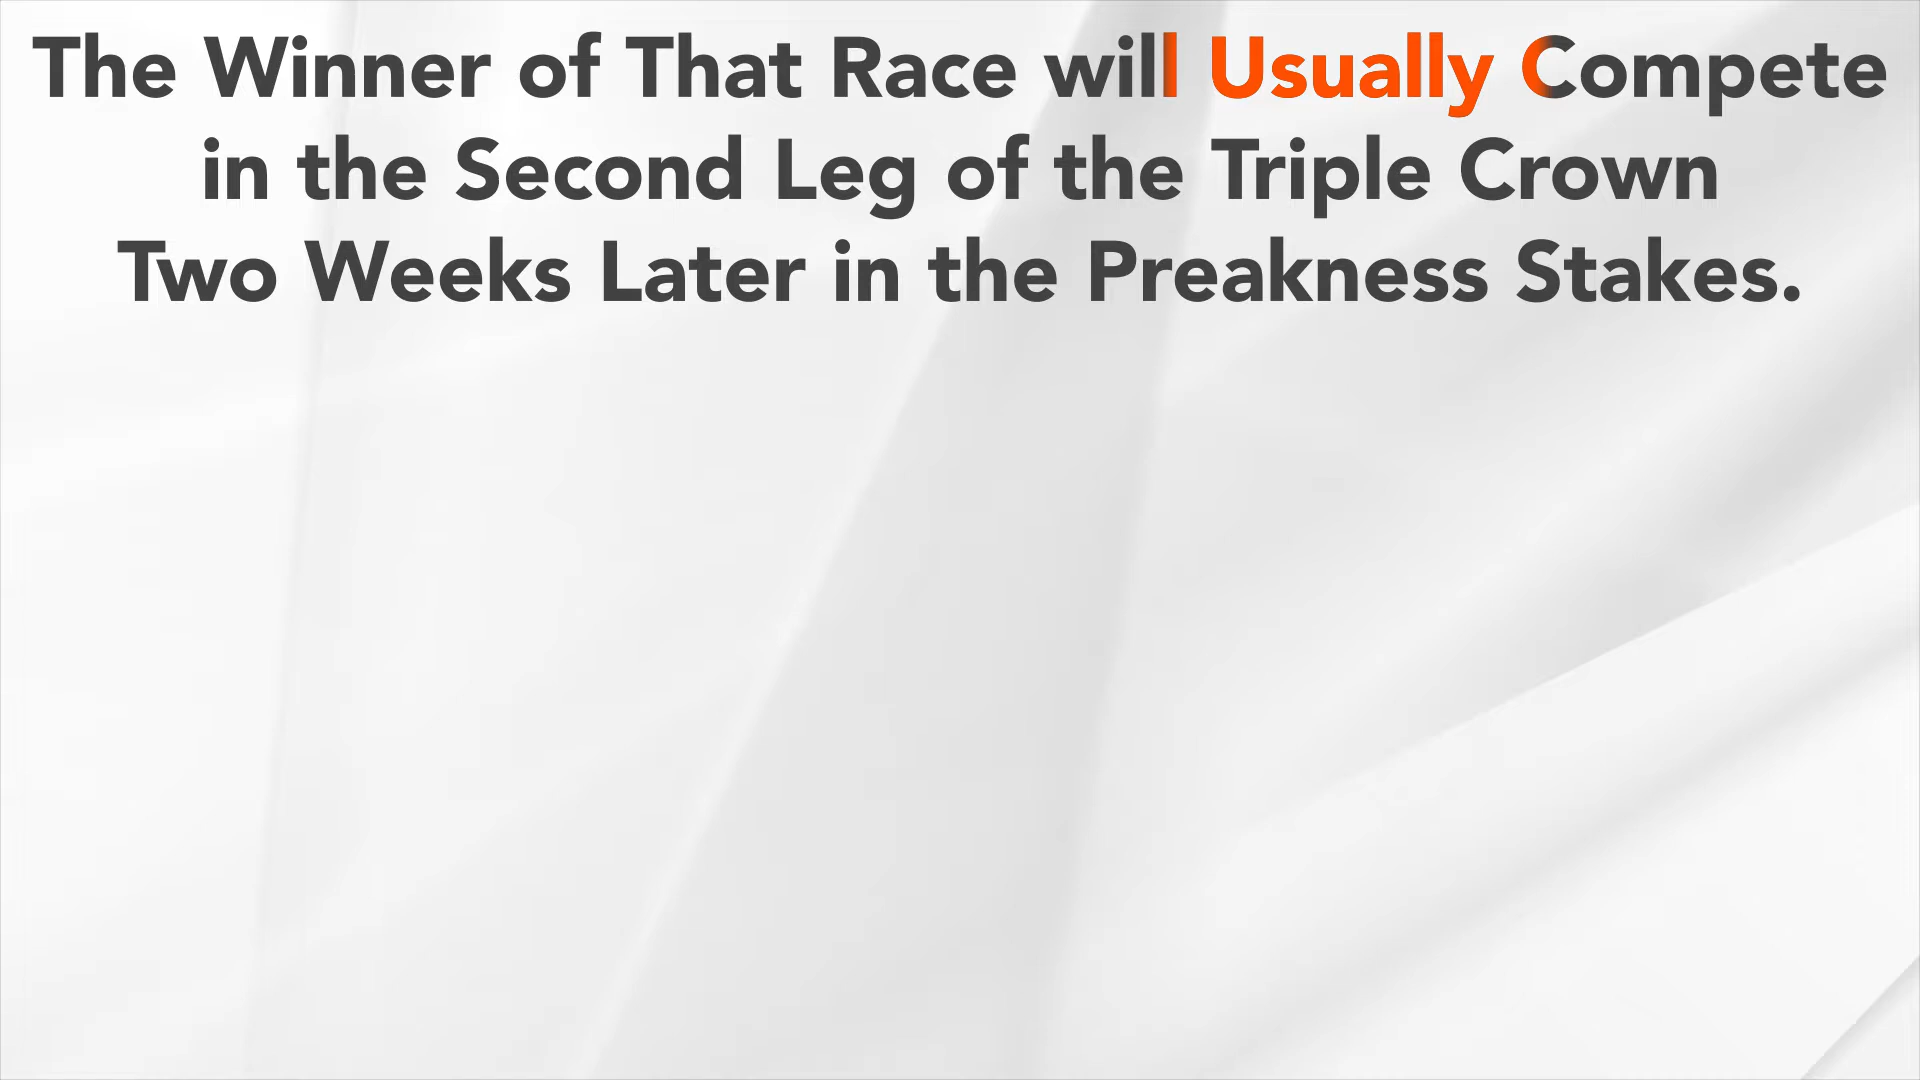 The Winner of That Race will Usually Compete
in the Second Leg of the Triple Crown
Two Weeks Later in the Preakness Stakes.